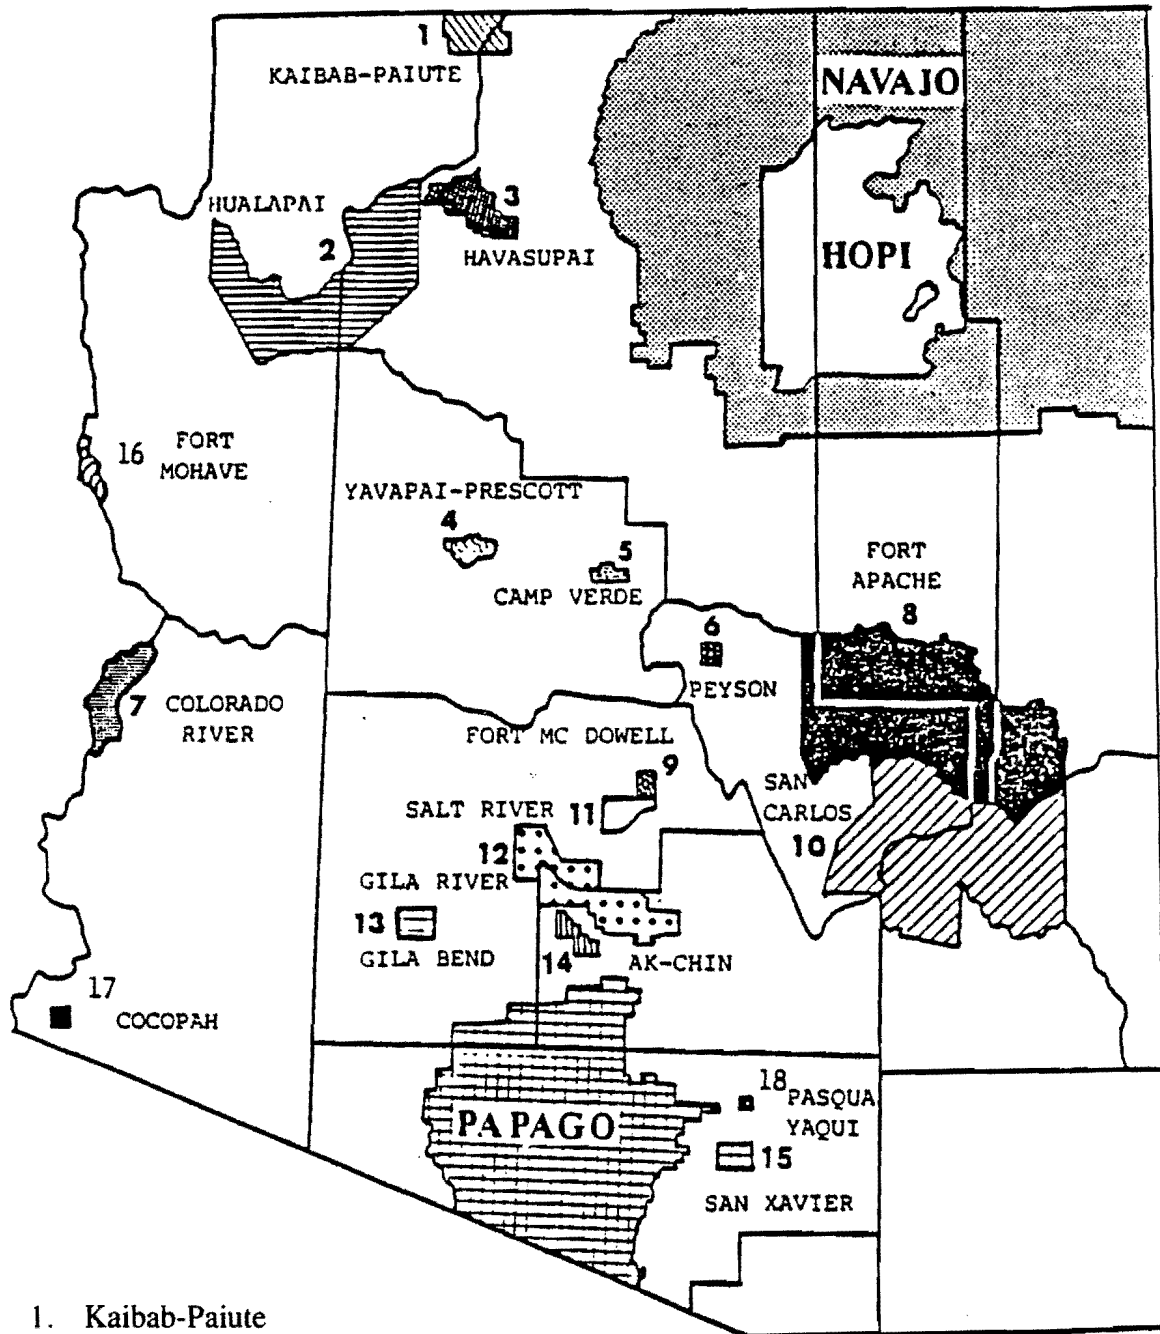 1
KAIBAB-PAIUTE
NAVAJO
HUALAPAI
2
3
HAVASUPAI
HOPI
16 FORT
MOHAVE
YAVAPAI-PRESCOTT
4
5
CAMP VERDE
FORT
APACHE
8
6
PEYSON
7 COLORADO
RIVER
FORT MC DOWELL
9
SALT RIVER 11
SAN
CARLOS
10
12
GILA RIVER
13
GILA BEND
14
AK-CHIN
17
COCOPAH
PAPAGO
18 PASQUA
YAQUI
15
SAN XAVIER
1. Kaibab-Paiute